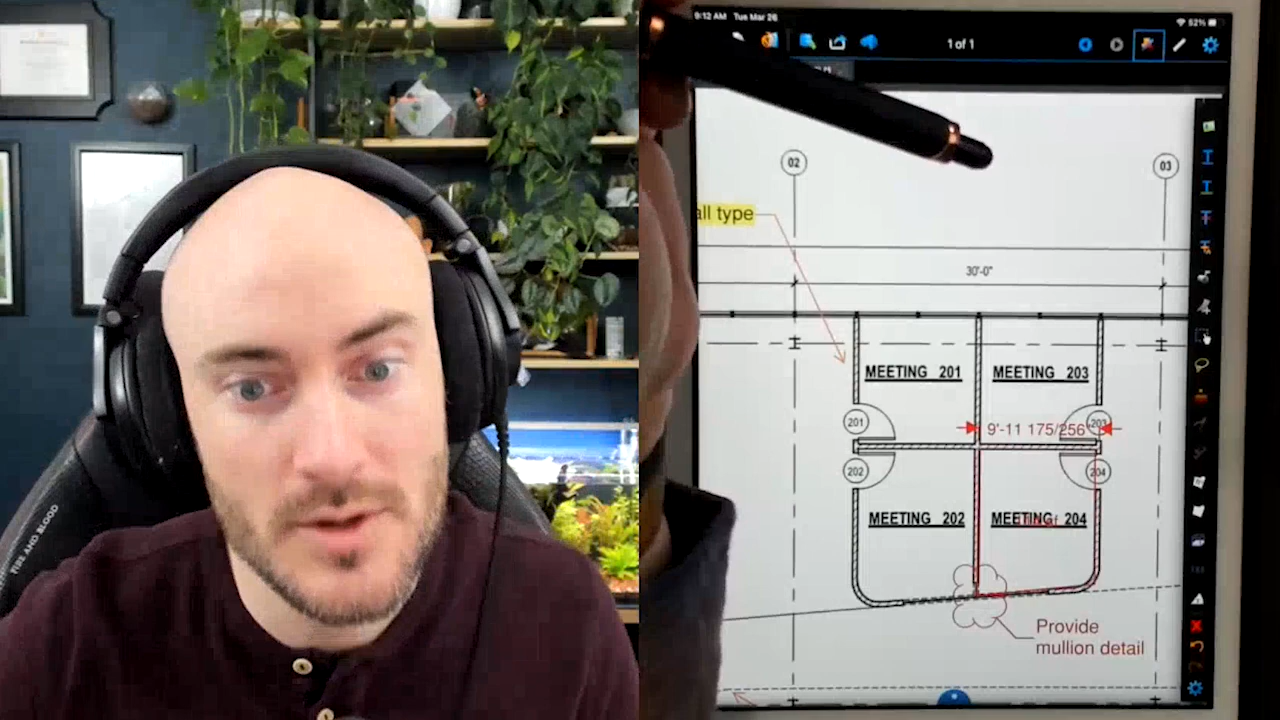 9:12 AM Tue Mar 26
52%
1 of 1
02
03
all type
30'-0"
MEETING 201
MEETING 203
201
203
9'-11 175/256"
202
204
MEETING 202
MEETING 204
Provide
mullion detail